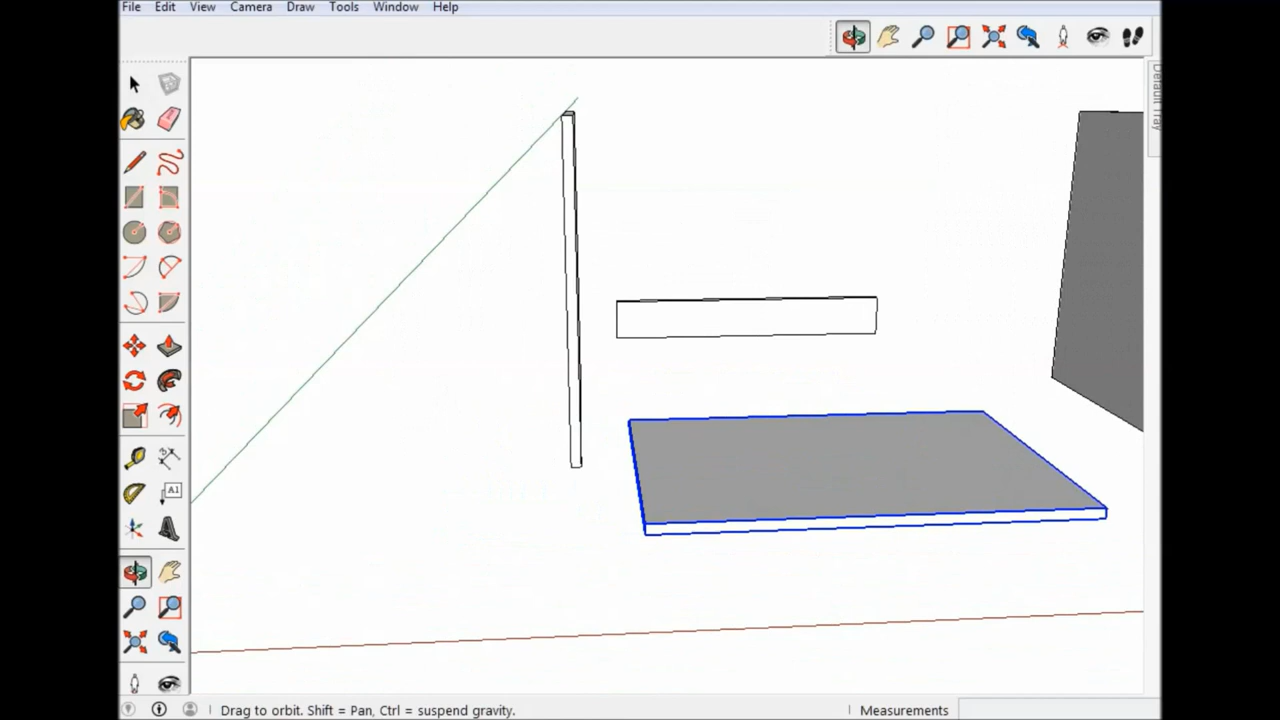 File Edit View Camera Draw Tools Window Help
Default Tray
A1
Drag to orbit. Shift = Pan, Ctrl = suspend gravity.
Measurements